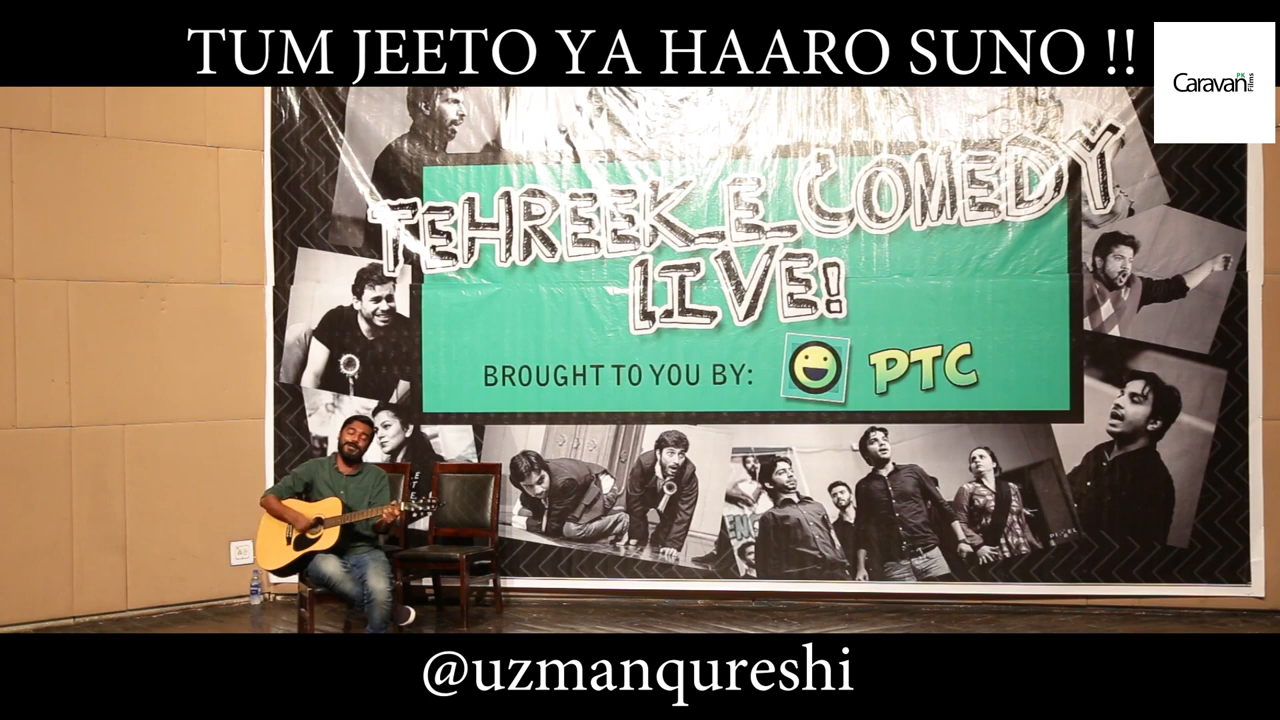 TUM JEETO YA HAARO SUNO !!
Caravan PK Films
TEHREEK_E_COMEDY
LIVE!
BROUGHT TO YOU BY:
PTC
@uzmanqureshi